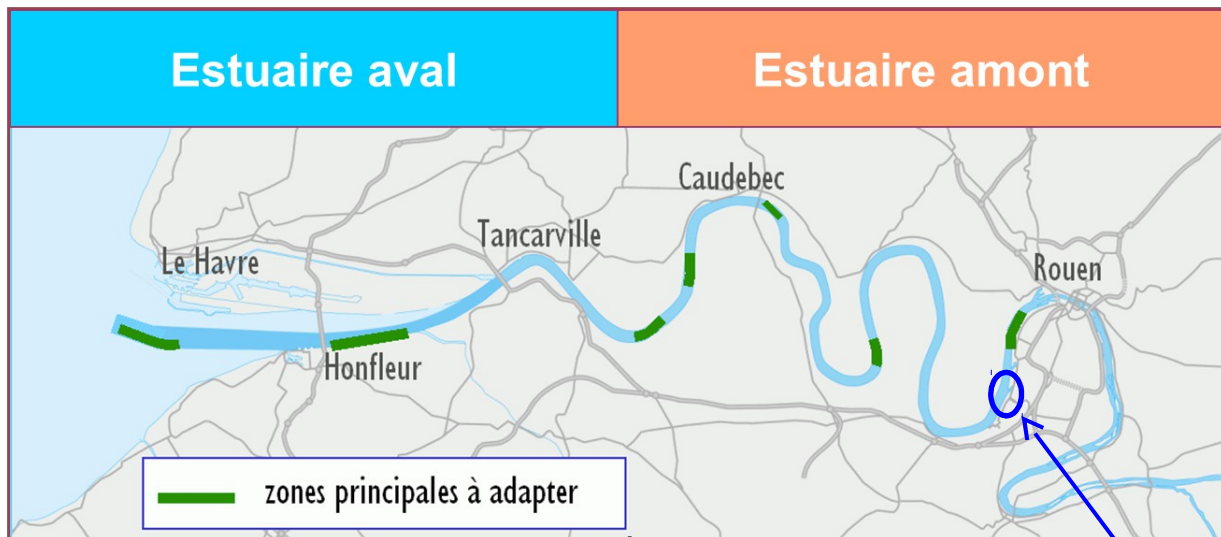 Estuaire aval
Estuaire amont
Caudebec
Tancarville
Le Havre
Rouen
Honfleur
zones principales à adapter